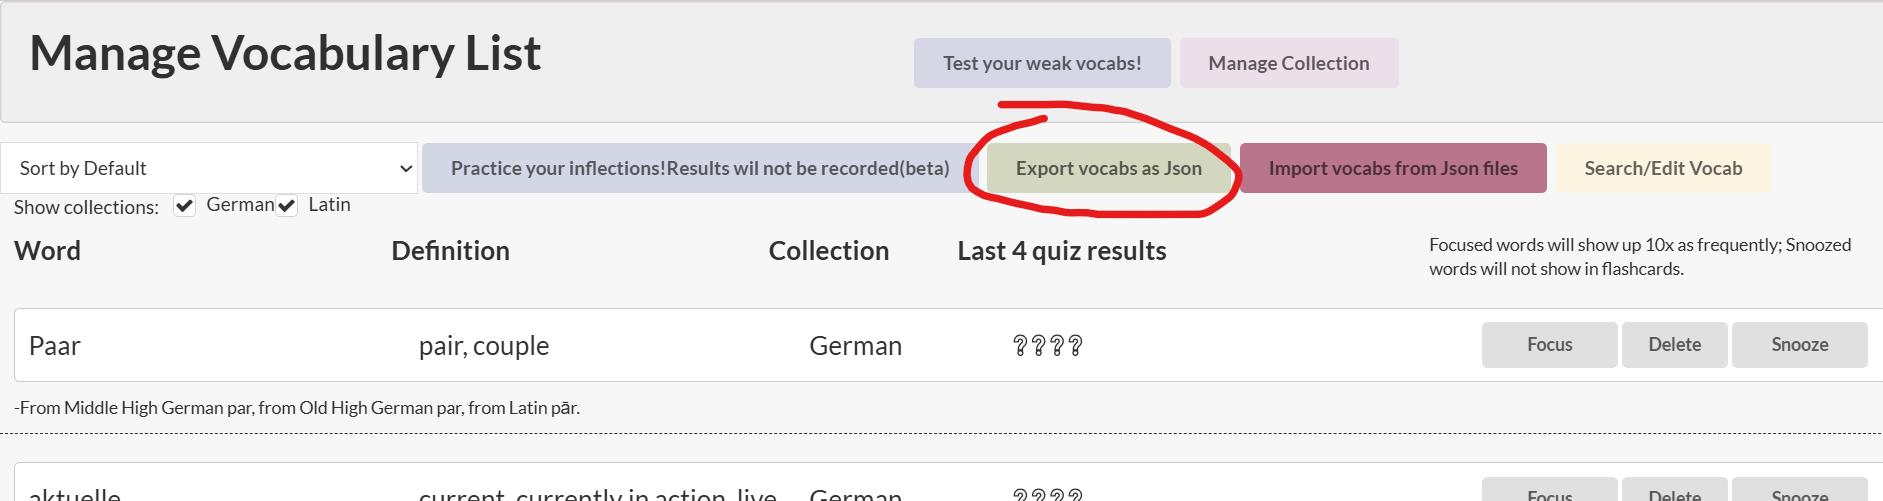 Manage Vocabulary List
Test your weak vocabs! Manage Collection
Sort by Default Practice your inflections!Results wil not be recorded(beta) Export vocabs as Json Import vocabs from Json files Search/Edit Vocab
Show collections: German Latin
Word Definition Collection Last 4 quiz results
Focused words will show up 10x as frequently; Snoozed
words will not show in flashcards.
Paar pair, couple German ???? Focus Delete Snooze
-From Middle High German par, from Old High German par, from Latin pār.
aktuelle current, currently in action, live German ???? Focus Delete Snooze